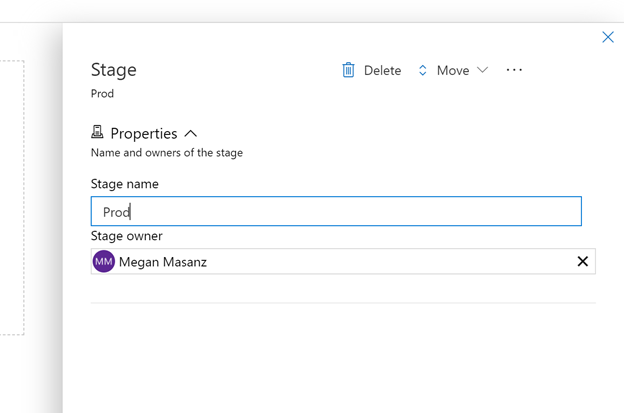 Stage
Delete
Move
...
Prod
Properties
Name and owners of the stage
Stage name
Prod
Stage owner
MM Megan Masanz